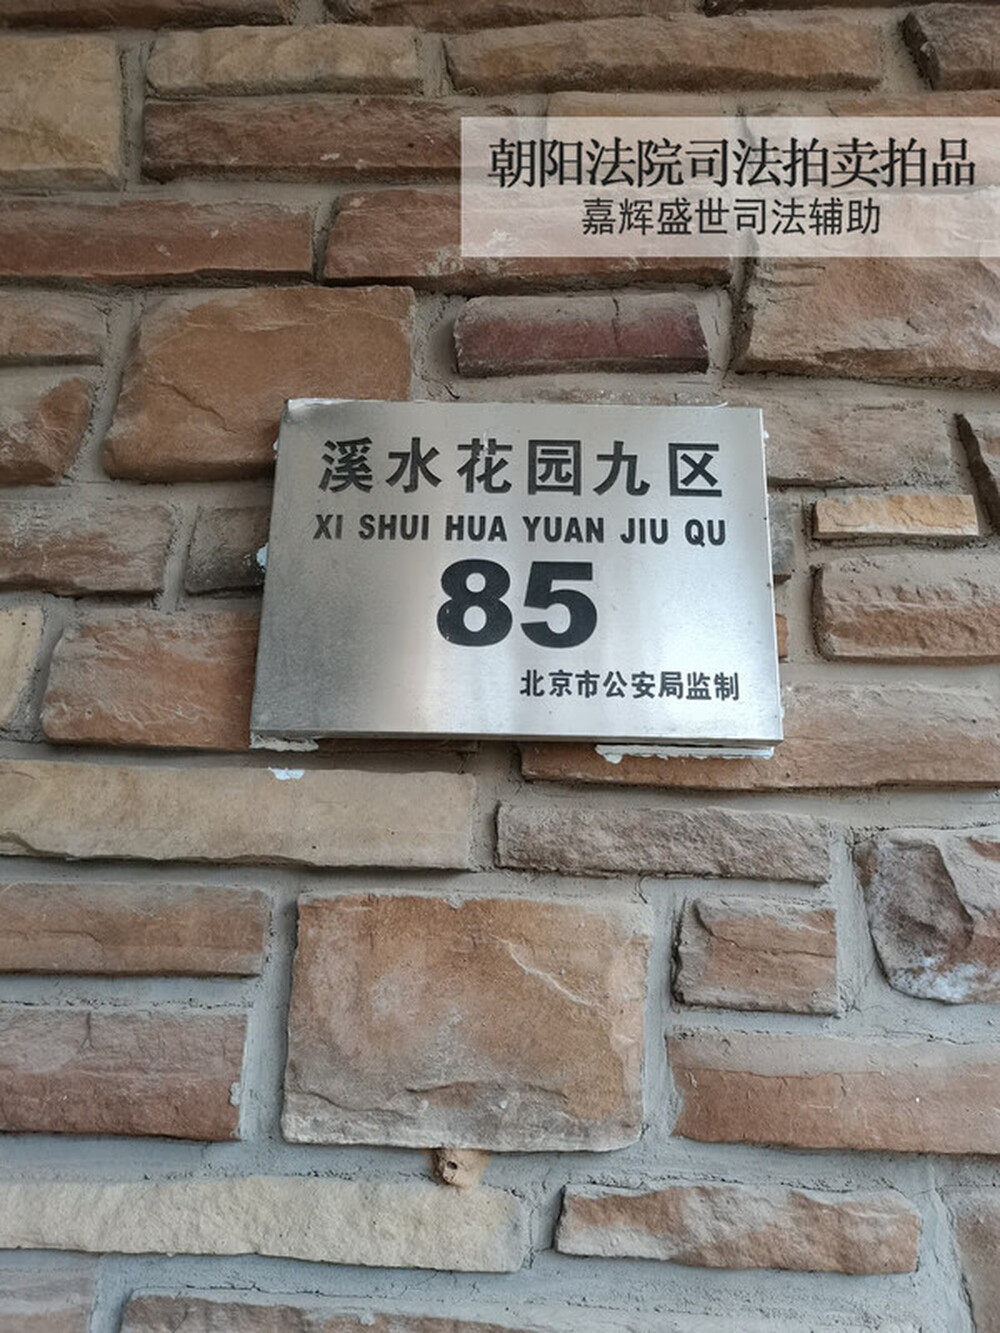 朝阳法院司法拍卖拍品
嘉辉盛世司法辅助
溪水花园九区
XI SHUI HUA YUAN JIU QU
85
北京市公安局监制